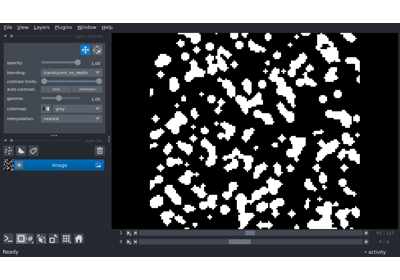 File View Layers Plugins Window Help
opacity: 1.00
blending: translucent_no_depth
contrast limits:
auto-contrast: once continuous
gamma: 1.00
colormap: gray
interpolation: nearest
Image
1
0
Ready
activity